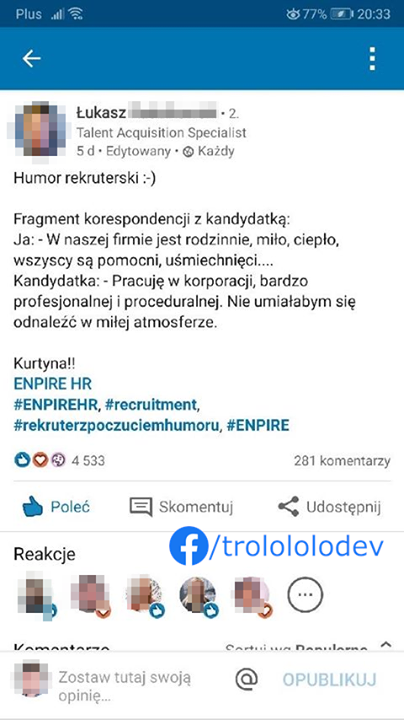 Plus 77% 20:33
Łukasz • 2.
Talent Acquisition Specialist
5 d • Edytowany • Każdy
Humor rekruterski :-)
Fragment korespondencji z kandydatką:
Ja: - W naszej firmie jest rodzinnie, miło, ciepło,
wszyscy są pomocni, uśmiechnięci....
Kandydatka: - Pracuję w korporacji, bardzo
profesjonalnej i proceduralnej. Nie umiałabym się
odnaleźć w miłej atmosferze.
Kurtyna!!
ENPIRE HR
#ENPIREHR, #recruitment,
#rekruterzpoczuciemhumoru, #ENPIRE
4 533 281 komentarzy
Poleć Skomentuj Udostępnij
/trolololodev
Reakcje
Komentarze Sortuj wg Popularne
Zostaw tutaj swoją
opinię... @ OPUBLIKUJ